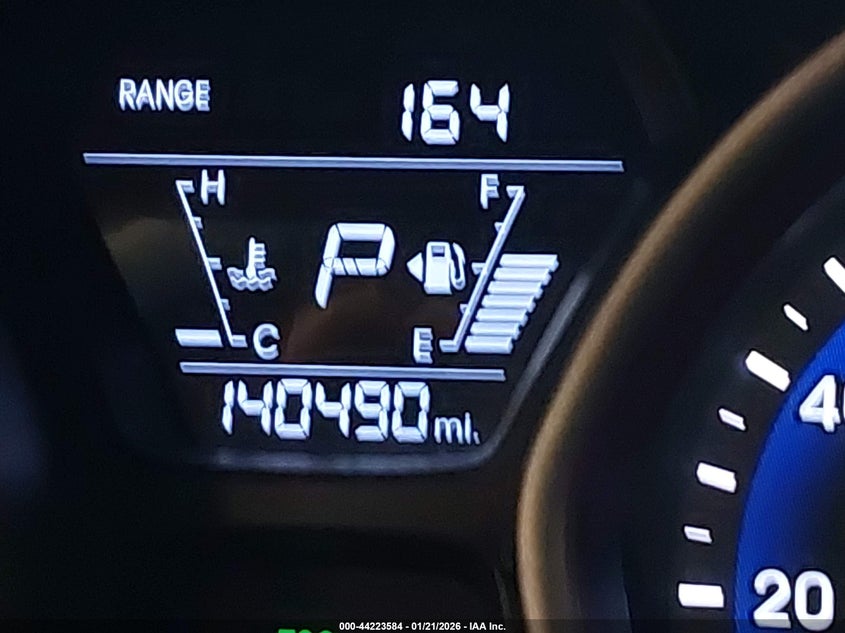 RANGE 164
H F
P
C E
140490 mi.
40
20
000-44223584 - 01/21/2026 - IAA Inc.